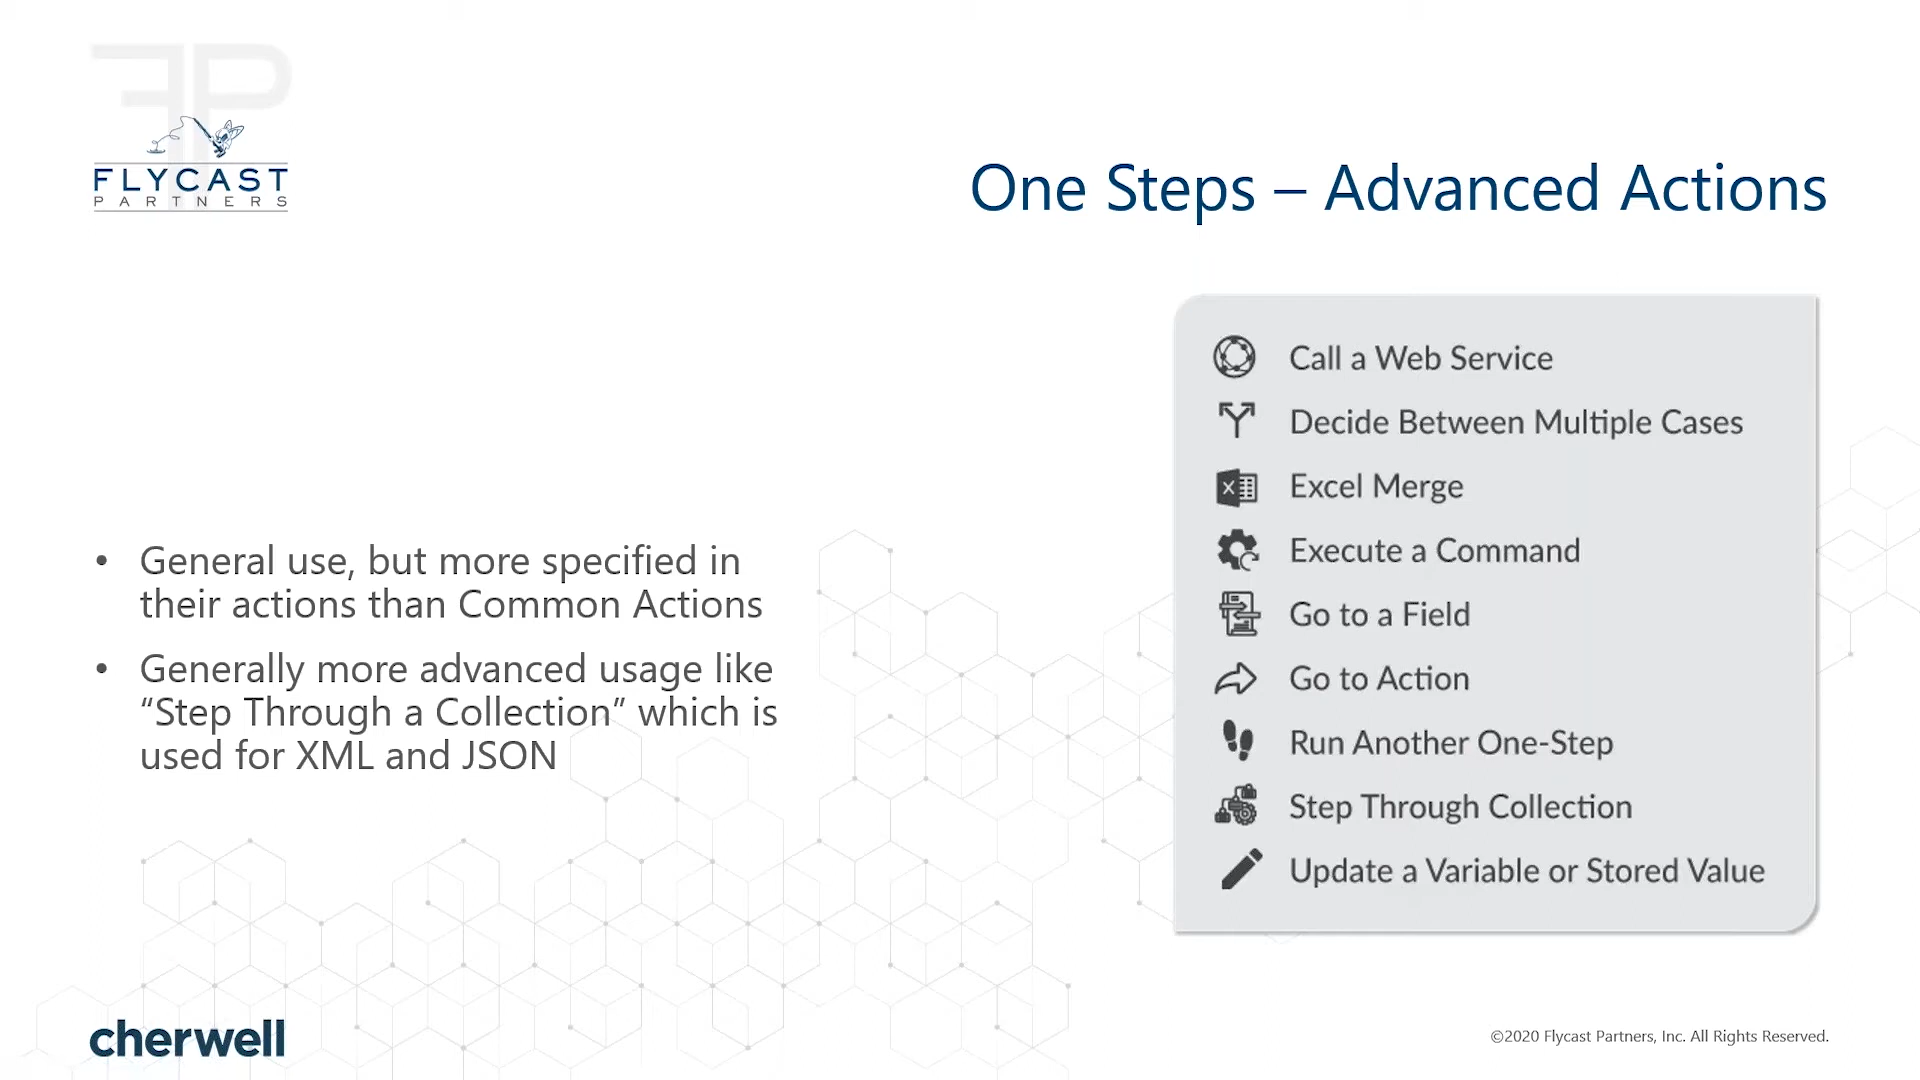 FP
FLYCAST
PARTNERS
One Steps – Advanced Actions
• General use, but more specified in
their actions than Common Actions
• Generally more advanced usage like
“Step Through a Collection” which is
used for XML and JSON
Call a Web Service
Decide Between Multiple Cases
X
Excel Merge
Execute a Command
Go to a Field
Go to Action
Run Another One-Step
Step Through Collection
Update a Variable or Stored Value
cherwell
©2020 Flycast Partners, Inc. All Rights Reserved.